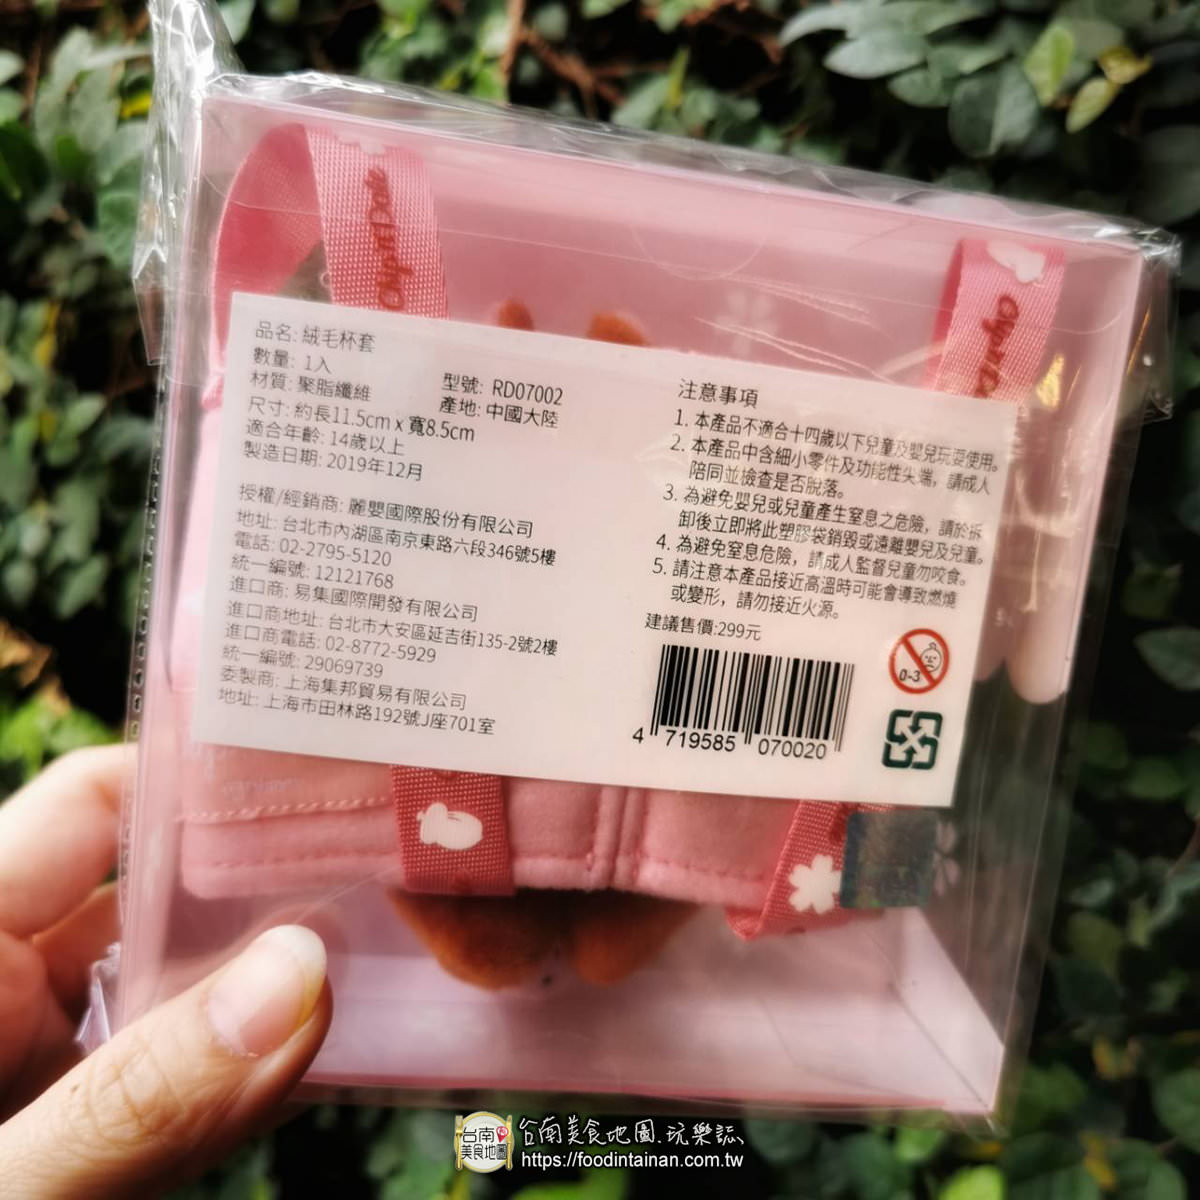 Chip 'n' Dale
品名: 絨毛杯套
數量: 1入
材質: 聚脂纖維
型號: RD07002
產地: 中國大陸
尺寸: 約長11.5cm x 寬8.5cm
適合年齡: 14歲以上
製造日期: 2019年12月
授權/經銷商: 麗嬰國際股份有限公司
地址: 台北市內湖區南京東路六段346號5樓
電話: 02-2795-5120
統一編號: 12121768
進口商: 易集國際開發有限公司
進口商地址: 台北市大安區延吉街135-2號2樓
進口商電話: 02-8772-5929
統一編號: 29069739
委製商: 上海集邦貿易有限公司
地址: 上海市田林路192號J座701室
注意事項
1. 本產品不適合十四歲以下兒童及嬰兒玩耍使用。
2. 本產品中含細小零件及功能性尖端，請成人
陪同並檢查是否脫落。
3. 為避免嬰兒或兒童產生窒息之危險，請於拆
卸後立即將此塑膠袋銷毀或遠離嬰兒及兒童。
4. 為避免窒息危險，請成人監督兒童勿咬食。
5. 請注意本產品接近高溫時可能會導致燃燒
或變形，請勿接近火源。
建議售價:299元
0-3
4 719585 070020
台南
美食地圖
台南美食地圖.玩樂誌
https://foodintainan.com.tw